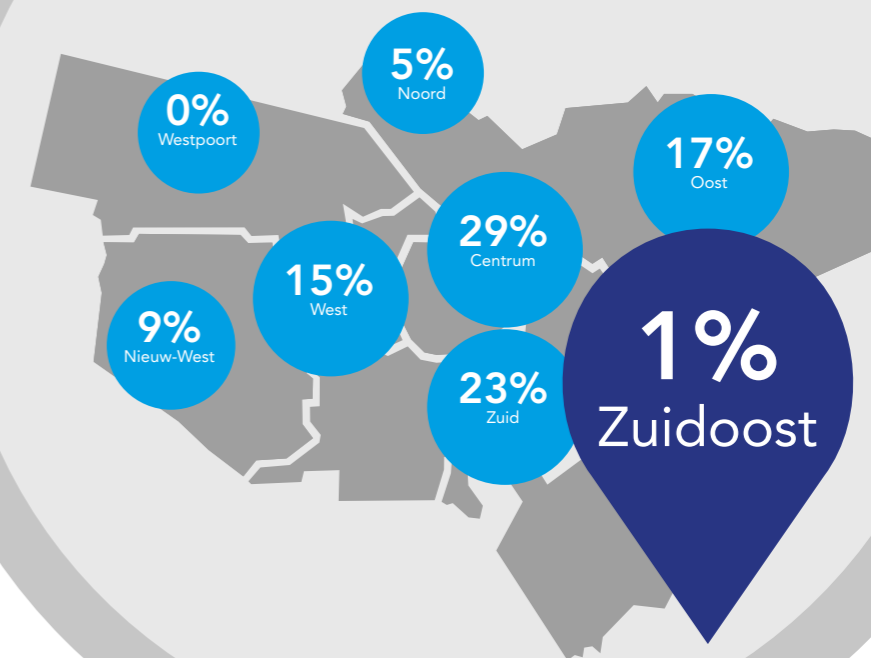 5%
Noord
0%
Westpoort
17%
Oost
29%
Centrum
15%
West
9%
Nieuw-West
23%
Zuid
1%
Zuidoost